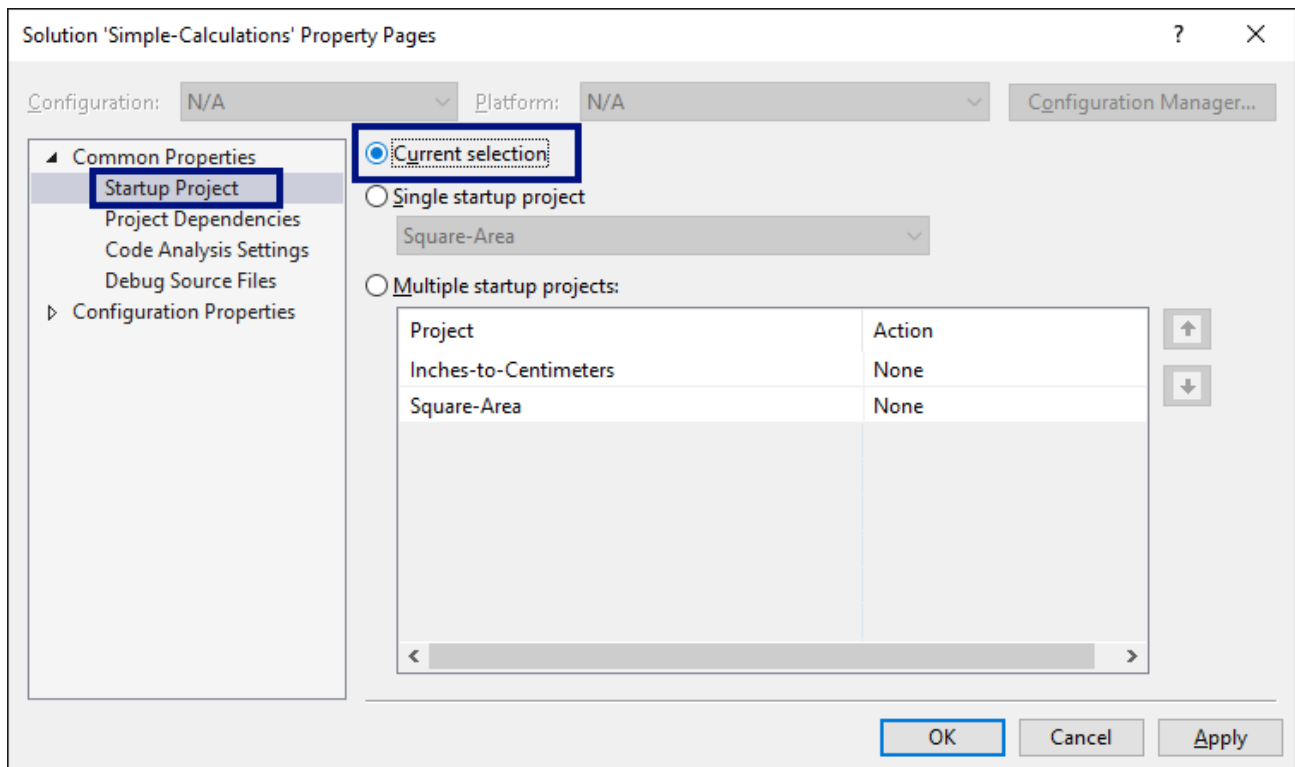 Solution 'Simple-Calculations' Property Pages
?
Configuration: N/A Platform: N/A Configuration Manager...
Common Properties
Startup Project
Project Dependencies
Code Analysis Settings
Debug Source Files
Configuration Properties
Current selection
Single startup project
Square-Area
Multiple startup projects:
Project Action
Inches-to-Centimeters None
Square-Area None
OK Cancel Apply